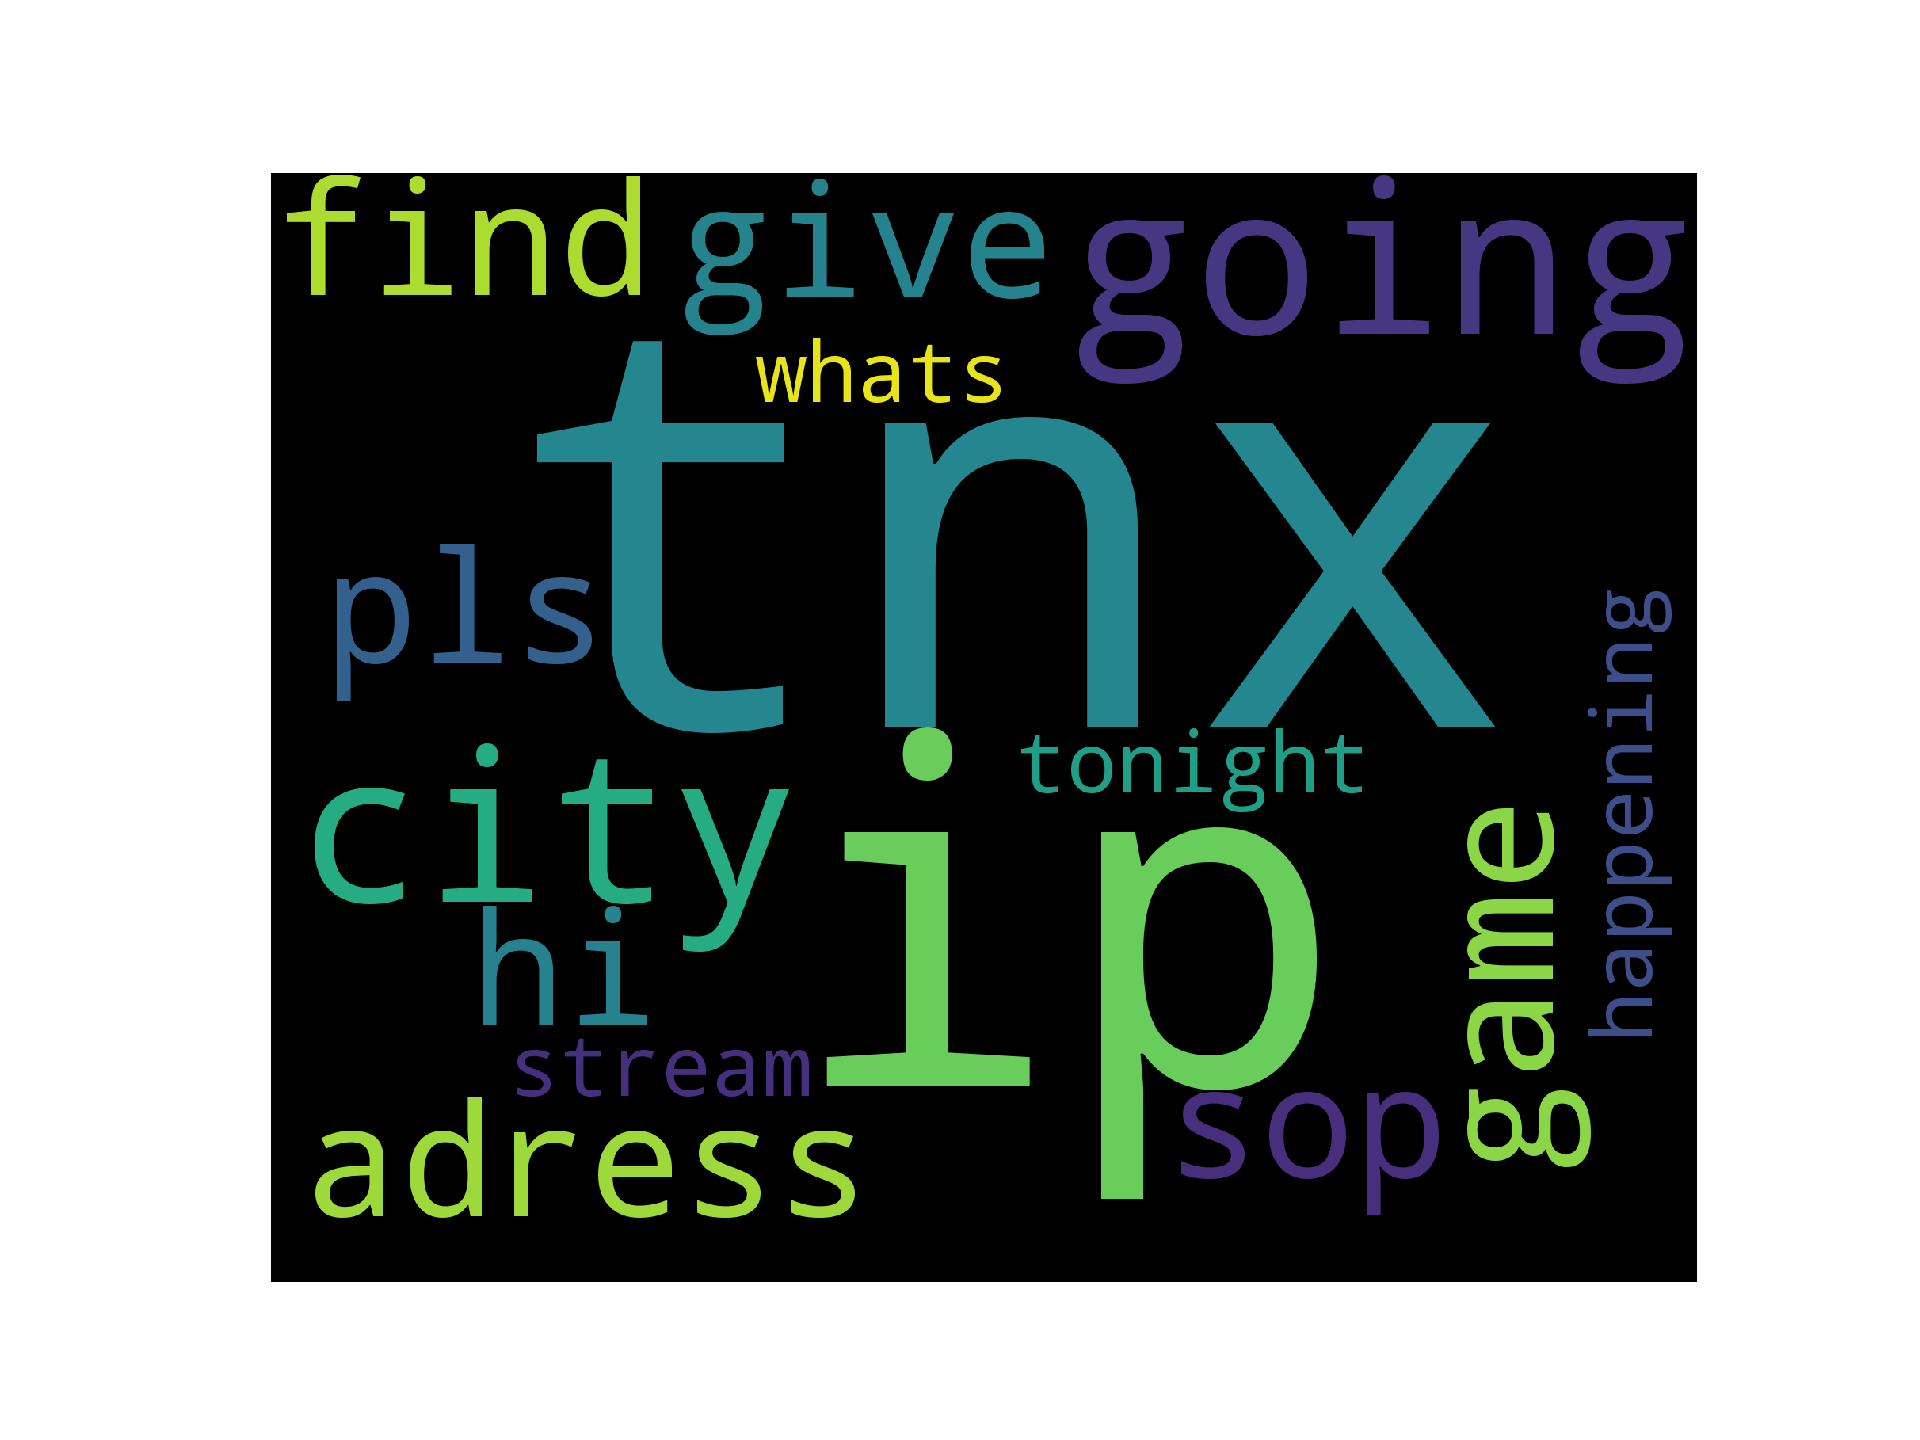 find give going
whats
tnx
pls
happening
tonight
city
ip
game
hi
stream
sop
adress